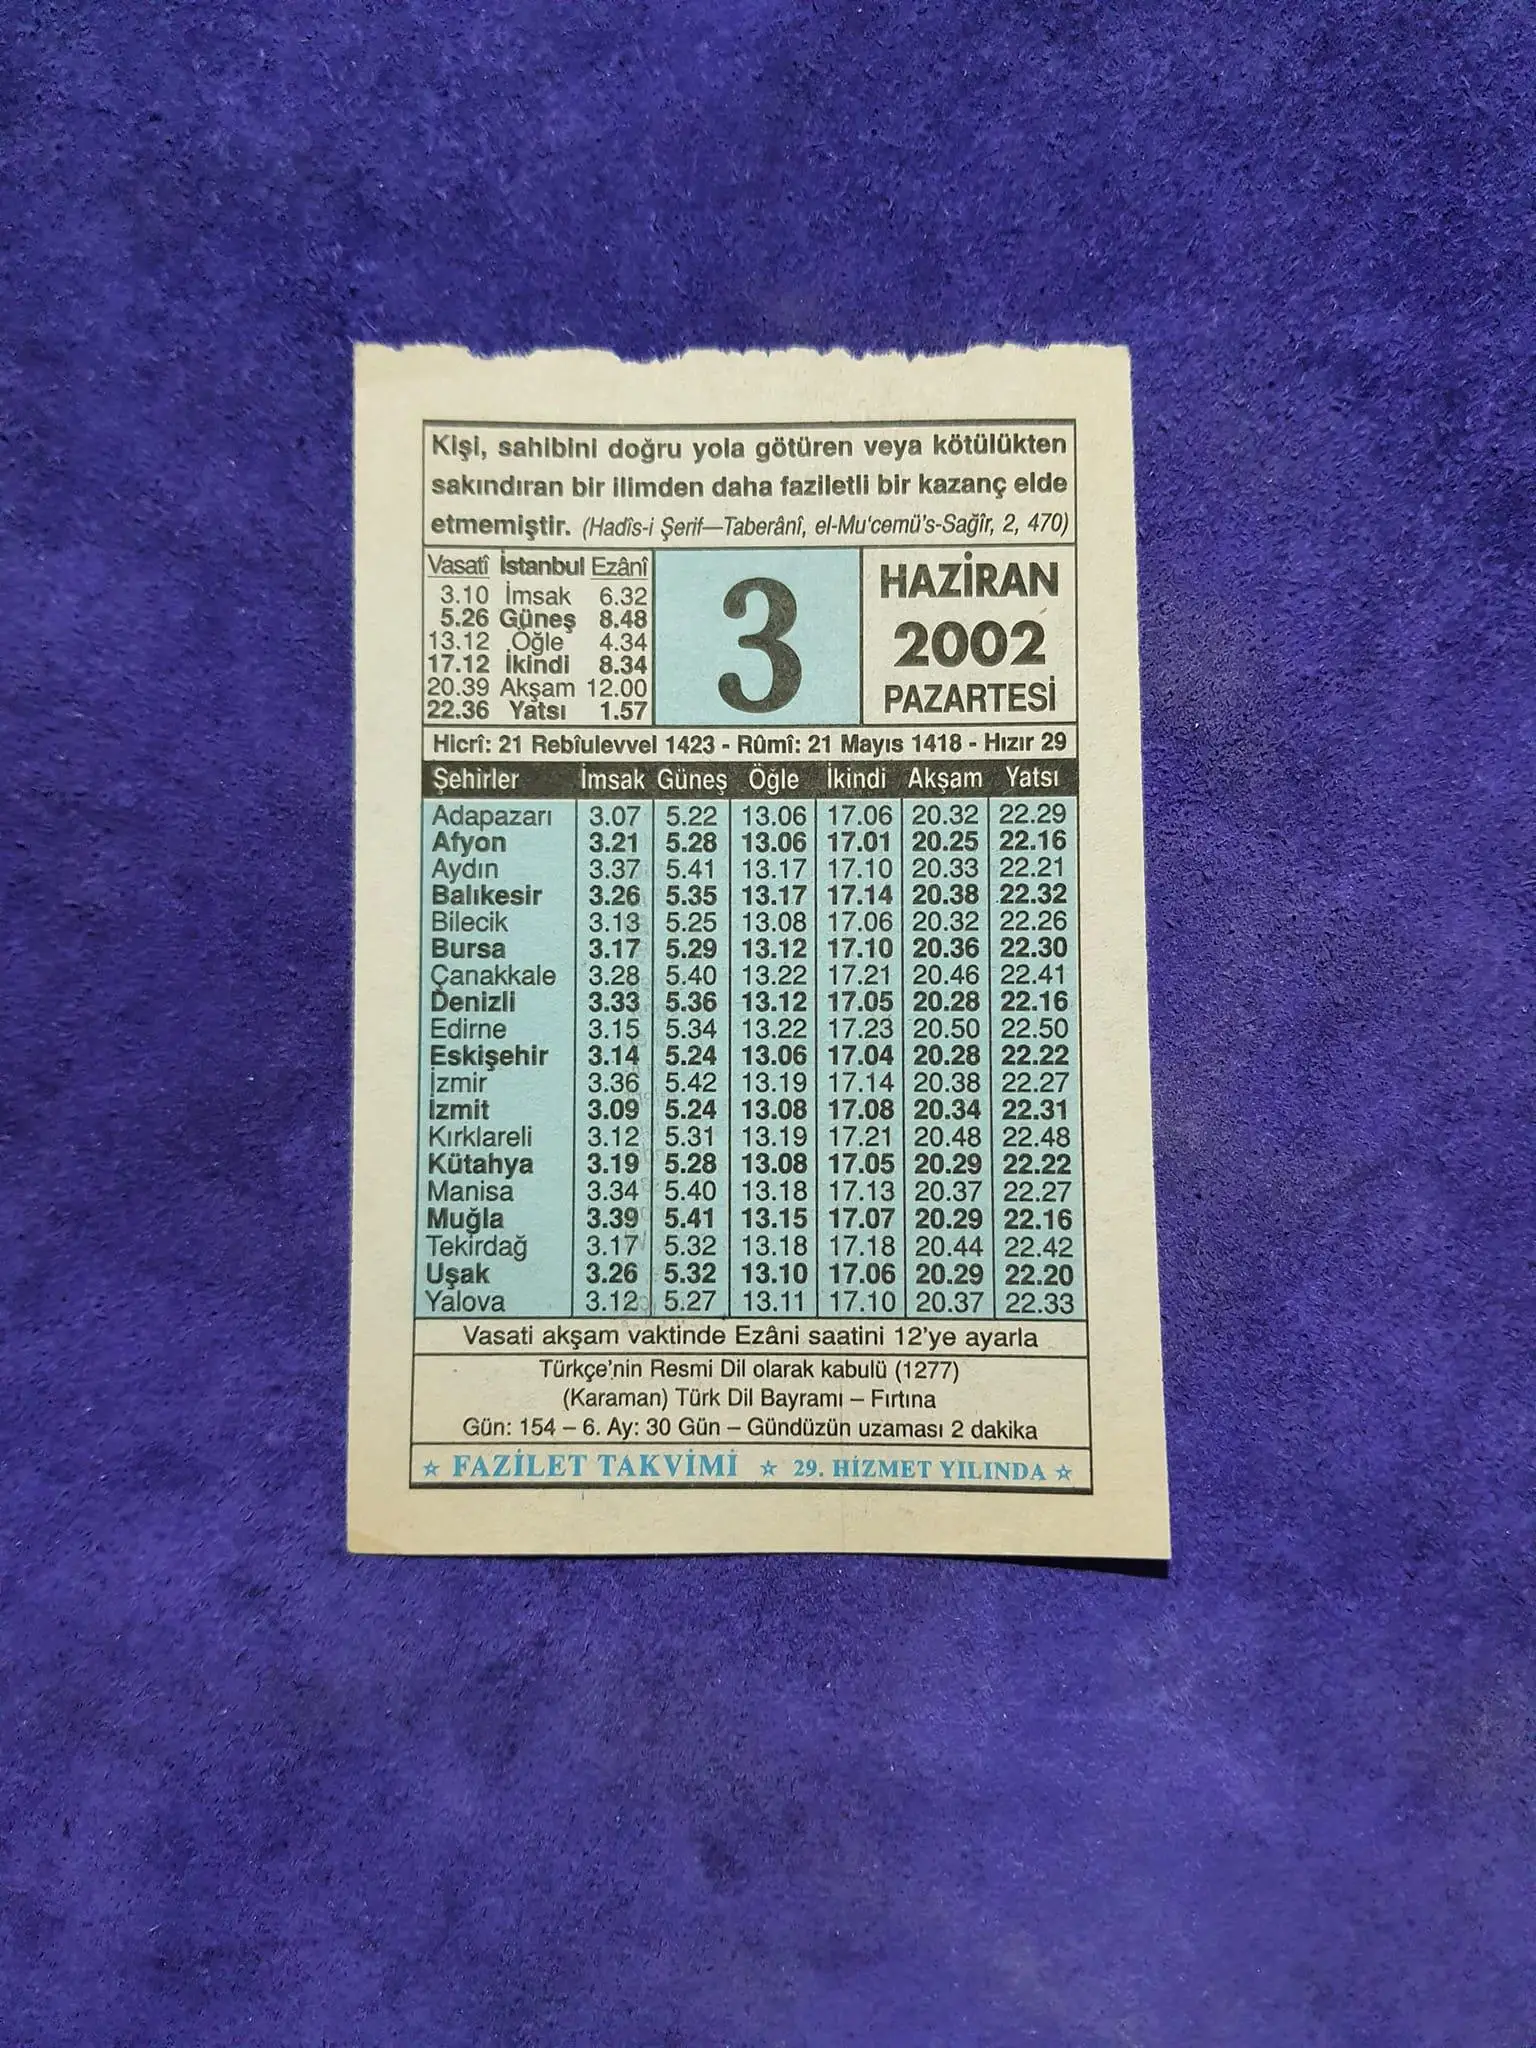 Kişi, sahibini doğru yola götüren veya kötülükten
sakındıran bir ilimden daha faziletli bir kazanç elde
etmemiştir. (Hadîs-i Şerif—Taberânî, el-Mu'cemü's-Sağîr, 2, 470)
Vasatî İstanbul Ezânî
3.10 İmsak 6.32
5.26 Güneş 8.48
13.12 Öğle 4.34
17.12 İkindi 8.34
20.39 Akşam 12.00
22.36 Yatsı 1.57
3
HAZİRAN
2002
PAZARTESİ
Hicrî: 21 Rebîulevvel 1423 - Rûmî: 21 Mayıs 1418 - Hızır 29
Şehirler İmsak Güneş Öğle İkindi Akşam Yatsı
Adapazarı 3.07 5.22 13.06 17.06 20.32 22.29
Afyon 3.21 5.28 13.06 17.01 20.25 22.16
Aydın 3.37 5.41 13.17 17.10 20.33 22.21
Balıkesir 3.26 5.35 13.17 17.14 20.38 22.32
Bilecik 3.13 5.25 13.08 17.06 20.32 22.26
Bursa 3.17 5.29 13.12 17.10 20.36 22.30
Çanakkale 3.28 5.40 13.22 17.21 20.46 22.41
Denizli 3.33 5.36 13.12 17.05 20.28 22.16
Edirne 3.15 5.34 13.22 17.23 20.50 22.50
Eskişehir 3.14 5.24 13.06 17.04 20.28 22.22
İzmir 3.36 5.42 13.19 17.14 20.38 22.27
İzmit 3.09 5.24 13.08 17.08 20.34 22.31
Kırklareli 3.12 5.31 13.19 17.21 20.48 22.48
Kütahya 3.19 5.28 13.08 17.05 20.29 22.22
Manisa 3.34 5.40 13.18 17.13 20.37 22.27
Muğla 3.39 5.41 13.15 17.07 20.29 22.16
Tekirdağ 3.17 5.32 13.18 17.18 20.44 22.42
Uşak 3.26 5.32 13.10 17.06 20.29 22.20
Yalova 3.12 5.27 13.11 17.10 20.37 22.33
Vasati akşam vaktinde Ezâni saatini 12'ye ayarla
Türkçe'nin Resmi Dil olarak kabulü (1277)
(Karaman) Türk Dil Bayramı – Fırtına
Gün: 154 – 6. Ay: 30 Gün – Gündüzün uzaması 2 dakika
☆ FAZİLET TAKVİMİ ☆ 29. HİZMET YILINDA ☆